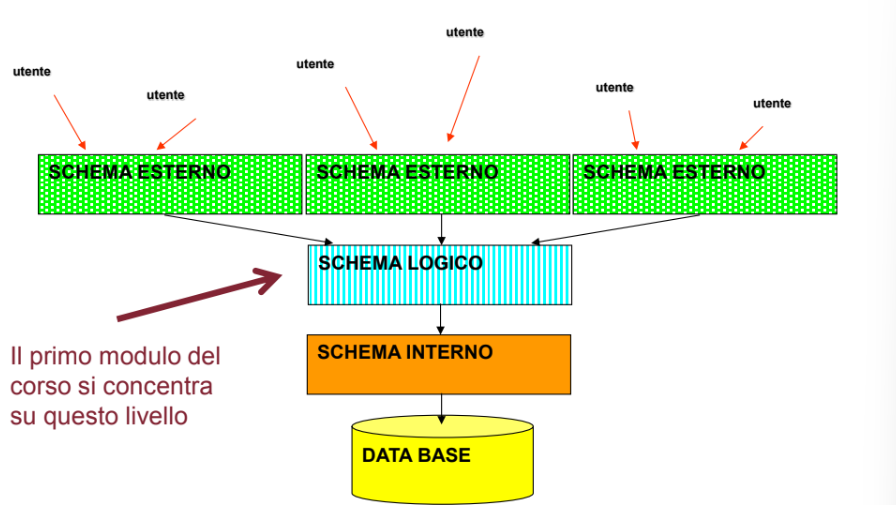 utente
utente
utente
utente
utente
utente
SCHEMA ESTERNO
SCHEMA ESTERNO
SCHEMA ESTERNO
SCHEMA LOGICO
Il primo modulo del
corso si concentra
su questo livello
SCHEMA INTERNO
DATA BASE